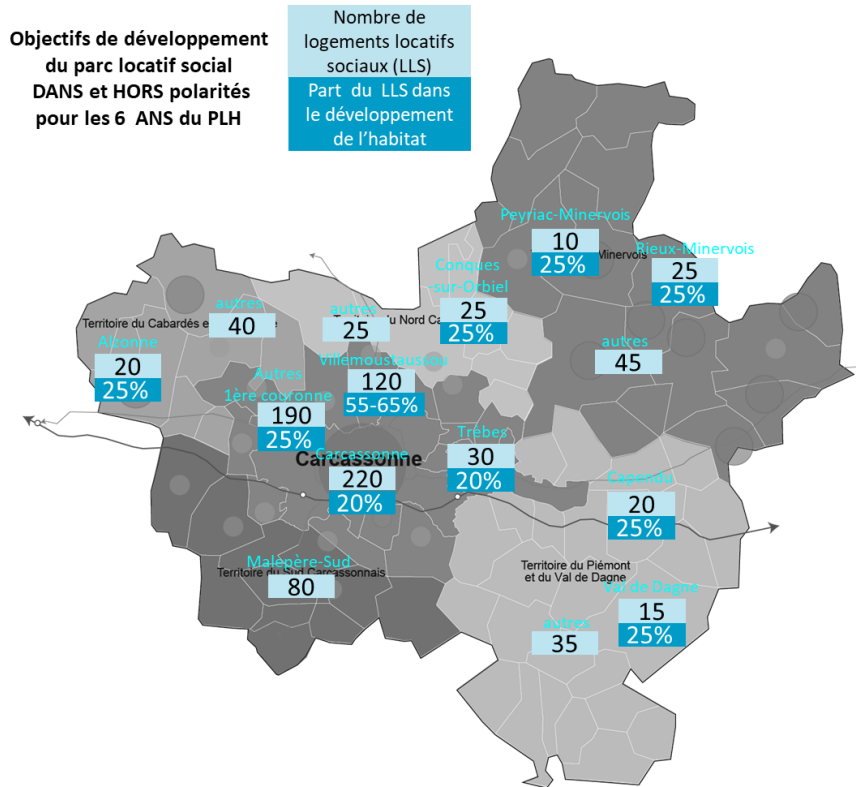 Objectifs de développement
du parc locatif social
DANS et HORS polarités
pour les 6 ANS du PLH
Nombre de
logements locatifs
sociaux (LLS)
Part du LLS dans
le développement
de l'habitat
Peyriac-Minervois
10
25%
Minervois
Rieux-Minervois
25
25%
Conques
sur-Orbiel
25
25%
autres
40
Territoire du Cabardés e
autres
25
du Nord Ca
Alzonne
20
25%
autres
45
Villemoustaussou
120
55-65%
Autres
1ère couronne
190
25%
Trèbes
30
20%
Carcassonne
Carcassonne
220
20%
Capendu
20
25%
Malepère-Sud
Territoire du Sud Carcassonnais
80
Territoire du Piémont
et du Val de Dagne
Val de Dagne
15
25%
autres
35